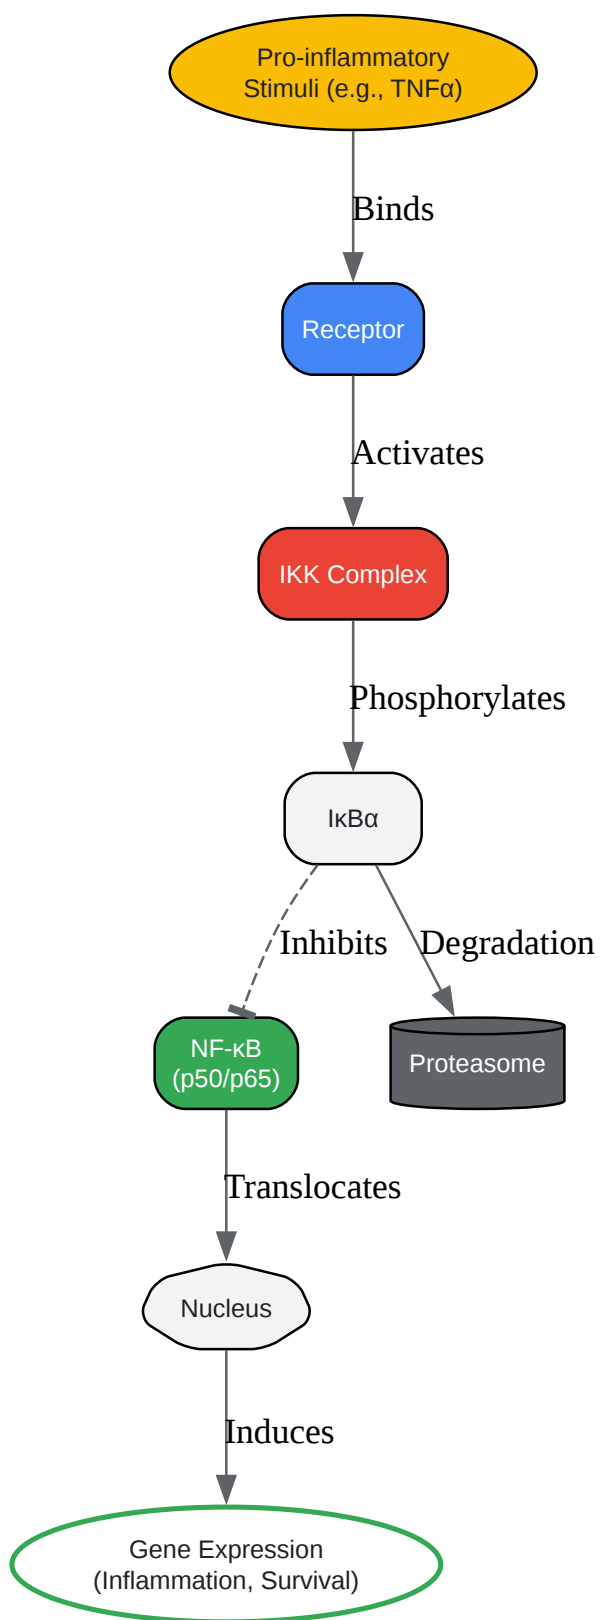 Pro-inflammatory
Stimuli (e.g., TNFα)
Binds
Receptor
Activates
IKK Complex
Phosphorylates
IκBα
Inhibits
Degradation
NF-κB
(p50/p65)
Proteasome
Translocates
Nucleus
Induces
Gene Expression
(Inflammation, Survival)